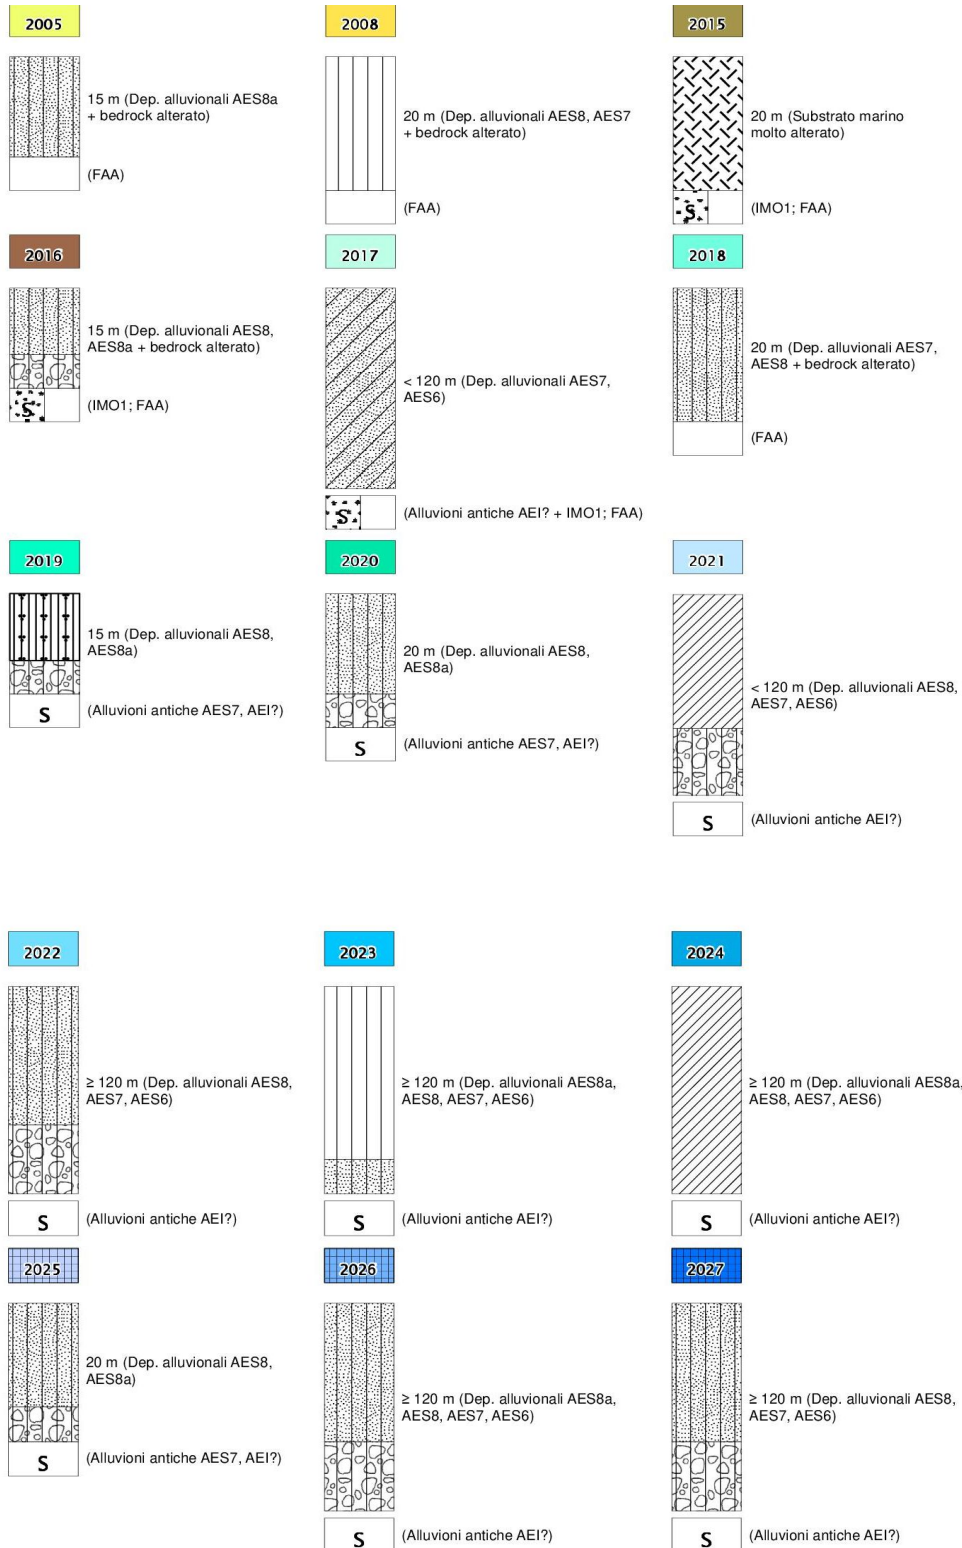 2005
2008
2015
15 m (Dep. alluvionali AES8a
+ bedrock alterato)
(FAA)
20 m (Dep. alluvionali AES8, AES7
+ bedrock alterato)
(FAA)
20 m (Substrato marino
molto alterato)
S
(IMO1; FAA)
2016
2017
2018
15 m (Dep. alluvionali AES8,
AES8a + bedrock alterato)
S
(IMO1; FAA)
< 120 m (Dep. alluvionali AES7,
AES6)
S
(Alluvioni antiche AEI? + IMO1; FAA)
20 m (Dep. alluvionali AES7,
AES8 + bedrock alterato)
(FAA)
2019
2020
2021
15 m (Dep. alluvionali AES8,
AES8a)
S
(Alluvioni antiche AES7, AEI?)
20 m (Dep. alluvionali AES8,
AES8a)
S
(Alluvioni antiche AES7, AEI?)
< 120 m (Dep. alluvionali AES8,
AES7, AES6)
S
(Alluvioni antiche AEI?)
2022
2023
2024
≥ 120 m (Dep. alluvionali AES8,
AES7, AES6)
S
(Alluvioni antiche AEI?)
≥ 120 m (Dep. alluvionali AES8a,
AES8, AES7, AES6)
S
(Alluvioni antiche AEI?)
≥ 120 m (Dep. alluvionali AES8a,
AES8, AES7, AES6)
S
(Alluvioni antiche AEI?)
2025
2026
2027
20 m (Dep. alluvionali AES8,
AES8a)
S
(Alluvioni antiche AES7, AEI?)
≥ 120 m (Dep. alluvionali AES8a,
AES8, AES7, AES6)
S
(Alluvioni antiche AEI?)
≥ 120 m (Dep. alluvionali AES8,
AES7, AES6)
S
(Alluvioni antiche AEI?)